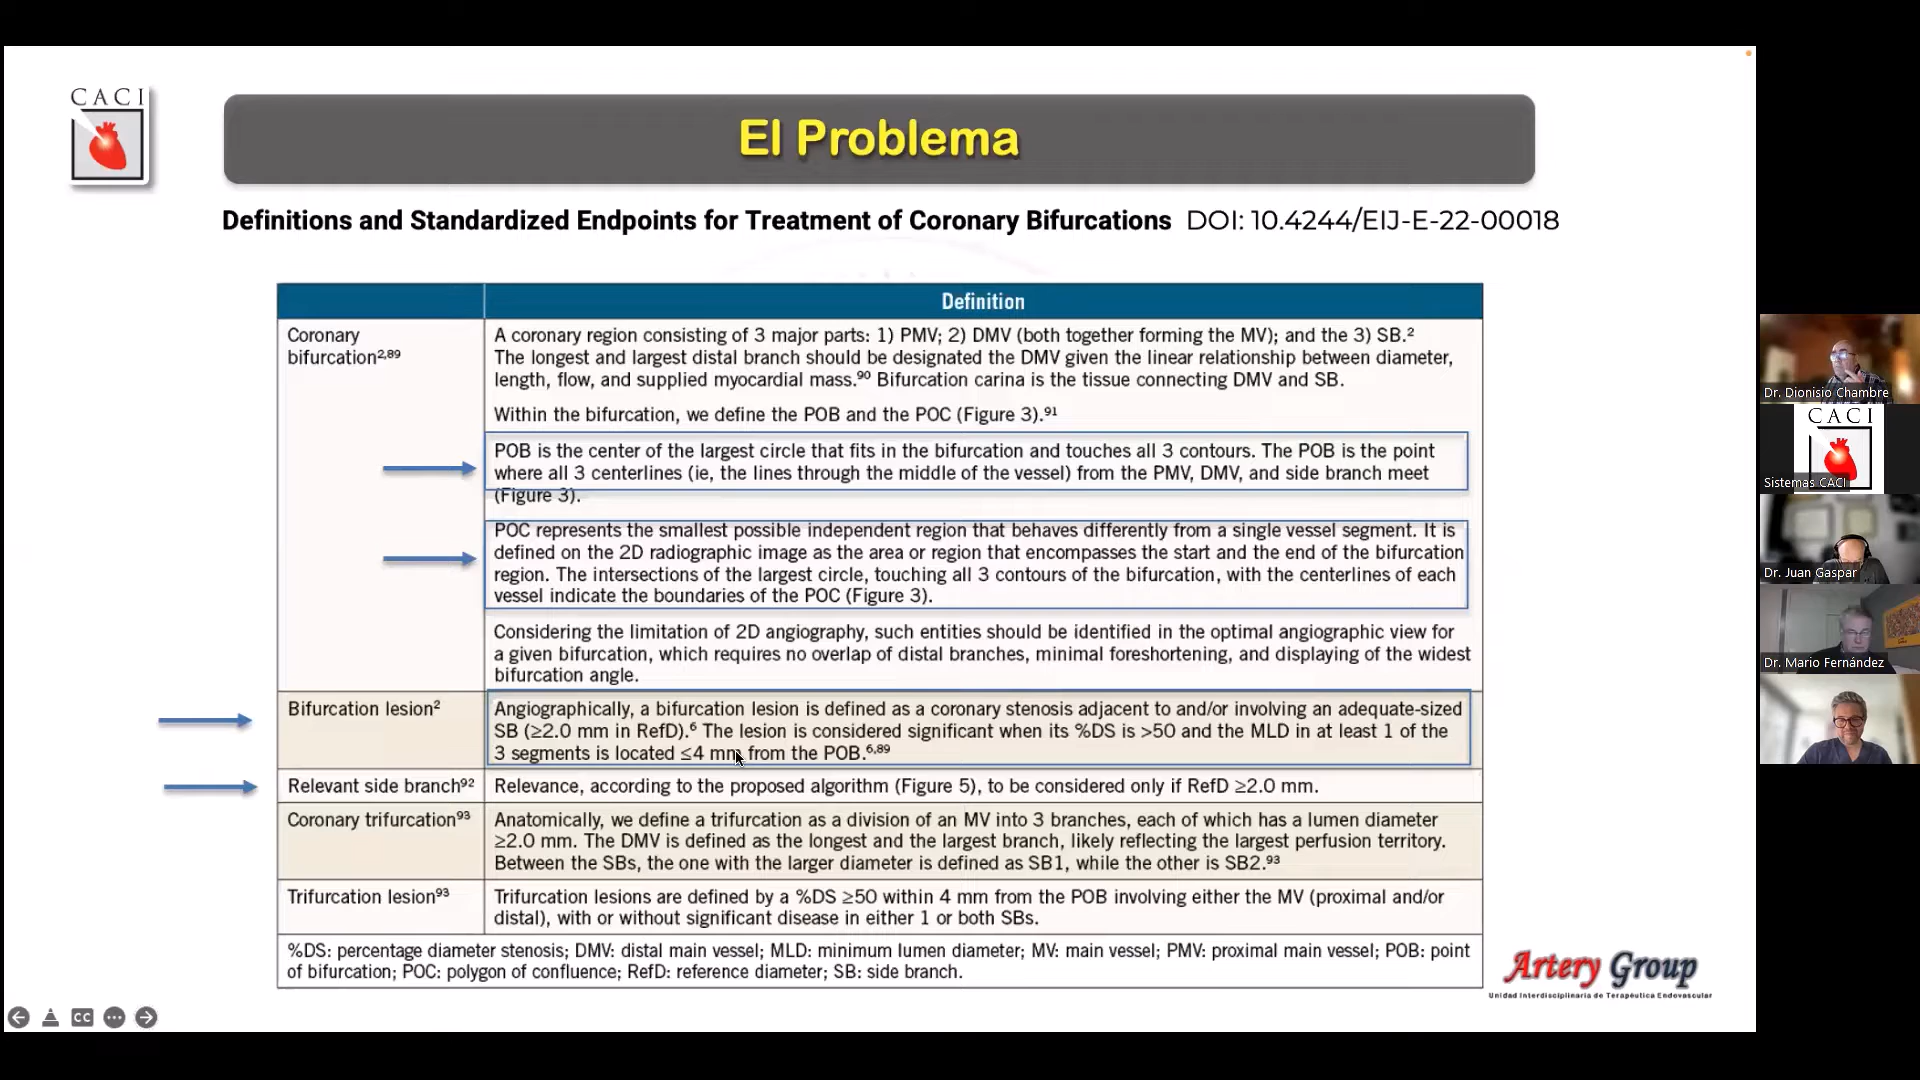 CACI
El Problema
Definitions and Standardized Endpoints for Treatment of Coronary Bifurcations DOI: 10.4244/EIJ-E-22-00018
Definition
Coronary
bifurcation2,89
A coronary region consisting of 3 major parts: 1) PMV; 2) DMV (both together forming the MV); and the 3) SB.2
The longest and largest distal branch should be designated the DMV given the linear relationship between diameter,
length, flow, and supplied myocardial mass.90 Bifurcation carina is the tissue connecting DMV and SB.
Within the bifurcation, we define the POB and the POC (Figure 3).91
POB is the center of the largest circle that fits in the bifurcation and touches all 3 contours. The POB is the point
where all 3 centerlines (ie, the lines through the middle of the vessel) from the PMV, DMV, and side branch meet
(Figure 3).
POC represents the smallest possible independent region that behaves differently from a single vessel segment. It is
defined on the 2D radiographic image as the area or region that encompasses the start and the end of the bifurcation
region. The intersections of the largest circle, touching all 3 contours of the bifurcation, with the centerlines of each
vessel indicate the boundaries of the POC (Figure 3).
Considering the limitation of 2D angiography, such entities should be identified in the optimal angiographic view for
a given bifurcation, which requires no overlap of distal branches, minimal foreshortening, and displaying of the widest
bifurcation angle.
Bifurcation lesion2
Angiographically, a bifurcation lesion is defined as a coronary stenosis adjacent to and/or involving an adequate-sized
SB (≥2.0 mm in RefD).6 The lesion is considered significant when its %DS is >50 and the MLD in at least 1 of the
3 segments is located ≤4 mm from the POB.6,89
Relevant side branch92
Relevance, according to the proposed algorithm (Figure 5), to be considered only if RefD ≥2.0 mm.
Coronary trifurcation93
Anatomically, we define a trifurcation as a division of an MV into 3 branches, each of which has a lumen diameter
≥2.0 mm. The DMV is defined as the longest and the largest branch, likely reflecting the largest perfusion territory.
Between the SBs, the one with the larger diameter is defined as SB1, while the other is SB2.93
Trifurcation lesion93
Trifurcation lesions are defined by a %DS ≥50 within 4 mm from the POB involving either the MV (proximal and/or
distal), with or without significant disease in either 1 or both SBs.
%DS: percentage diameter stenosis; DMV: distal main vessel; MLD: minimum lumen diameter; MV: main vessel; PMV: proximal main vessel; POB: point
of bifurcation; POC: polygon of confluence; RefD: reference diameter; SB: side branch.
Artery Group
Unidad Interdisciplinaria de Terapéutica Endovascular
CC
Dr. Dionisio Chambre
CACI
Sistemas CACI
Dr. Juan Gaspar
Dr. Mario Fernández